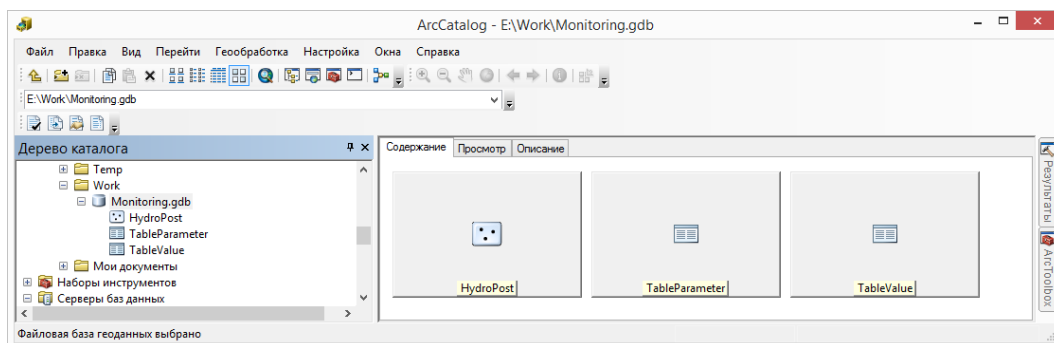 ArcCatalog - E:\Work\Monitoring.gdb
Файл Правка Вид Перейти Геообработка Настройка Окна Справка
E:\Work\Monitoring.gdb
Дерево каталога
Temp
Work
Monitoring.gdb
HydroPost
TableParameter
TableValue
Мои документы
Наборы инструментов
Серверы баз данных
Содержание Просмотр Описание
HydroPost TableParameter TableValue
Результаты
ArcToolbox
Файловая база геоданных выбрано